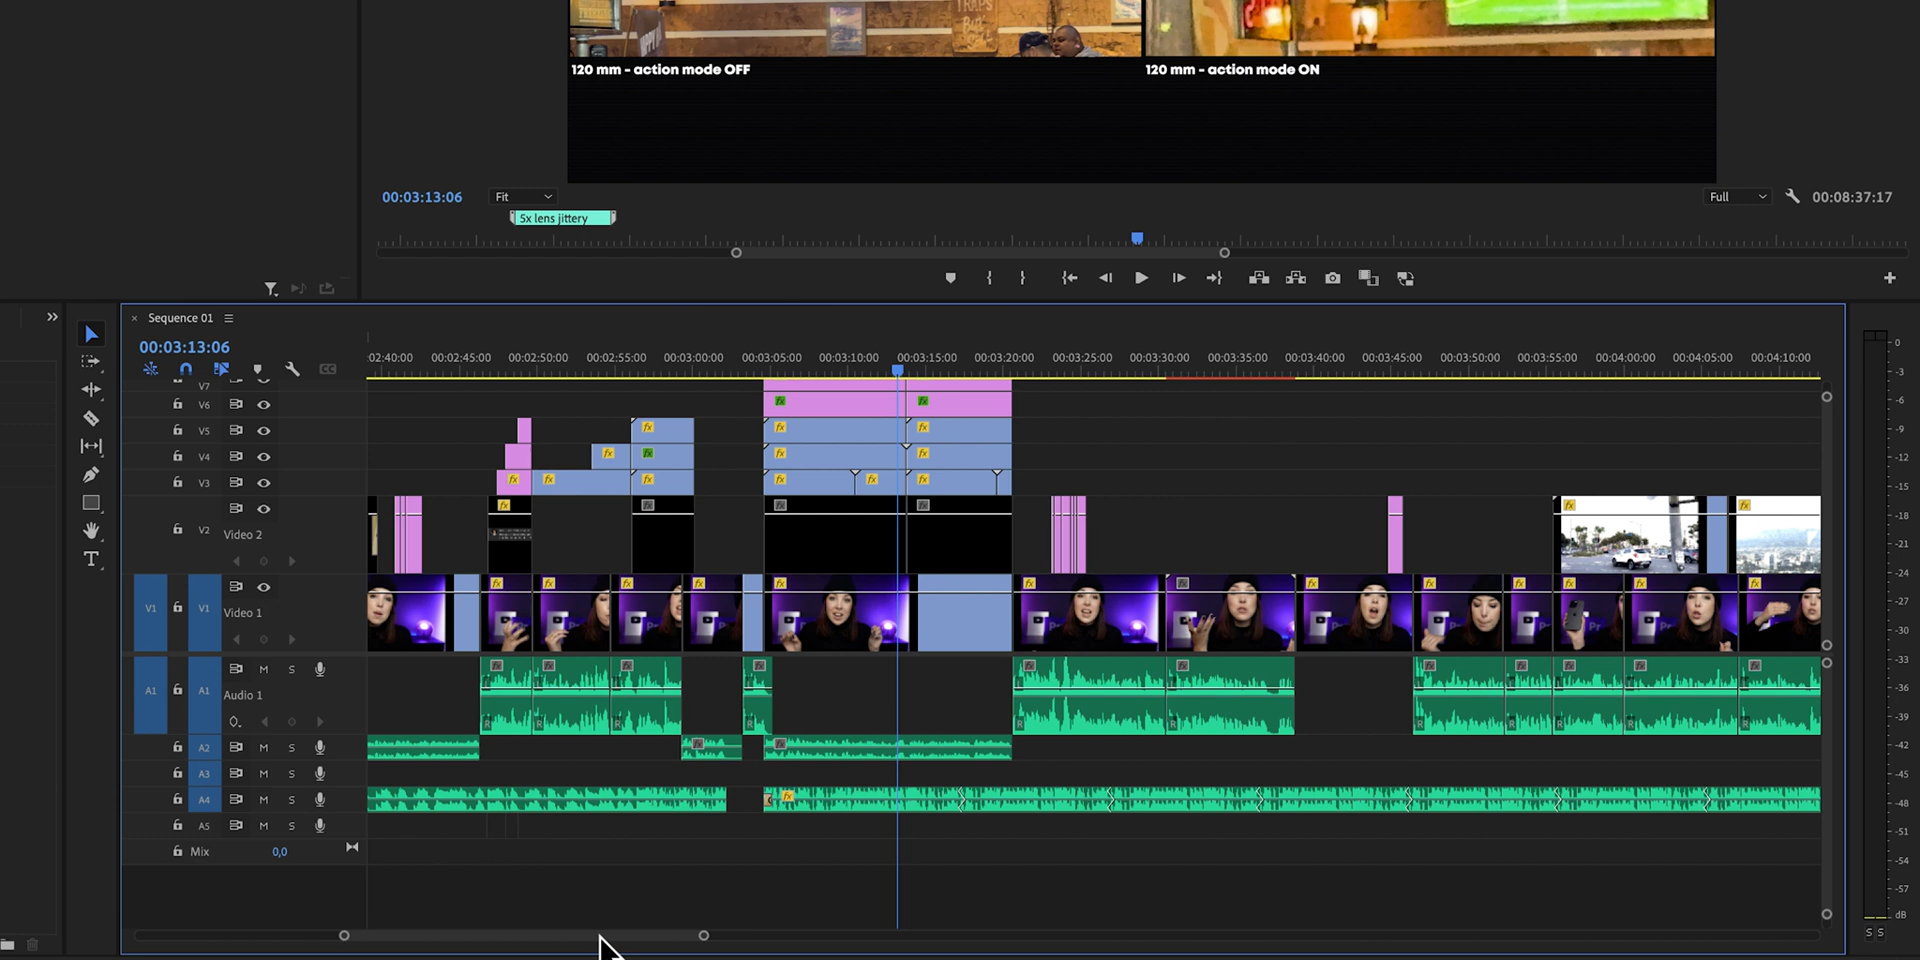 TRAPS
120 mm - action mode OFF
120 mm - action mode ON
00:03:13:06
Fit
Full
00:08:37:17
5x lens jittery
Sequence 01
00:03:13:06
:02:40:00
00:02:45:00
00:02:50:00
00:02:55:00
00:03:00:00
00:03:05:00
00:03:10:00
00:03:15:00
00:03:20:00
00:03:25:00
00:03:30:00
00:03:35:00
00:03:40:00
00:03:45:00
00:03:50:00
00:03:55:00
00:04:00:00
00:04:05:00
00:04:10:00
V7
V6
V5
V4
V3
V2
Video 2
V1
V1
Video 1
A1
A1
M
S
Audio 1
A2
M
S
A3
M
S
A4
M
S
A5
M
S
Mix
0,0
0
-3
-6
-9
-12
-15
-18
-21
-24
-27
-30
-33
-36
-39
-42
-45
-48
-51
-54
-57
dB
S S